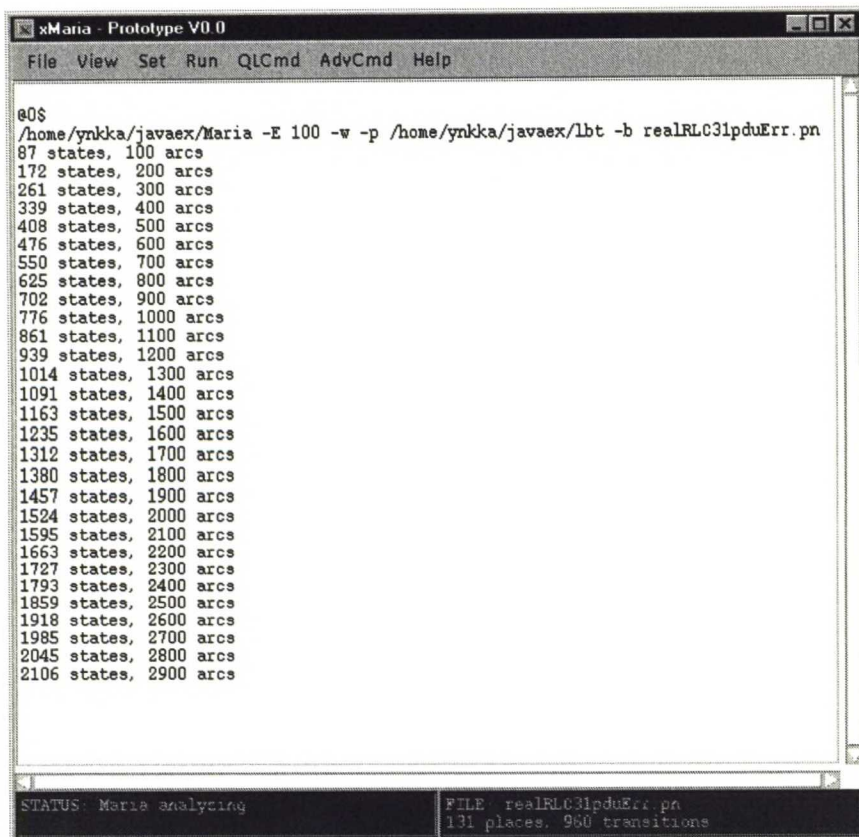 xMaria - Prototype V0.0
File View Set Run QLCmd AdvCmd Help
@0$
/home/ynkka/javaex/Maria -E 100 -w -p /home/ynkka/javaex/lbt -b realRLC31pduErr.pn
87 states, 100 arcs
172 states, 200 arcs
261 states, 300 arcs
339 states, 400 arcs
408 states, 500 arcs
476 states, 600 arcs
550 states, 700 arcs
625 states, 800 arcs
702 states, 900 arcs
776 states, 1000 arcs
861 states, 1100 arcs
939 states, 1200 arcs
1014 states, 1300 arcs
1091 states, 1400 arcs
1163 states, 1500 arcs
1235 states, 1600 arcs
1312 states, 1700 arcs
1380 states, 1800 arcs
1457 states, 1900 arcs
1524 states, 2000 arcs
1595 states, 2100 arcs
1663 states, 2200 arcs
1727 states, 2300 arcs
1793 states, 2400 arcs
1859 states, 2500 arcs
1918 states, 2600 arcs
1985 states, 2700 arcs
2045 states, 2800 arcs
2106 states, 2900 arcs
STATUS: Maria analyzing
FILE: realRLC31pduErr.pn
131 places, 960 transitions